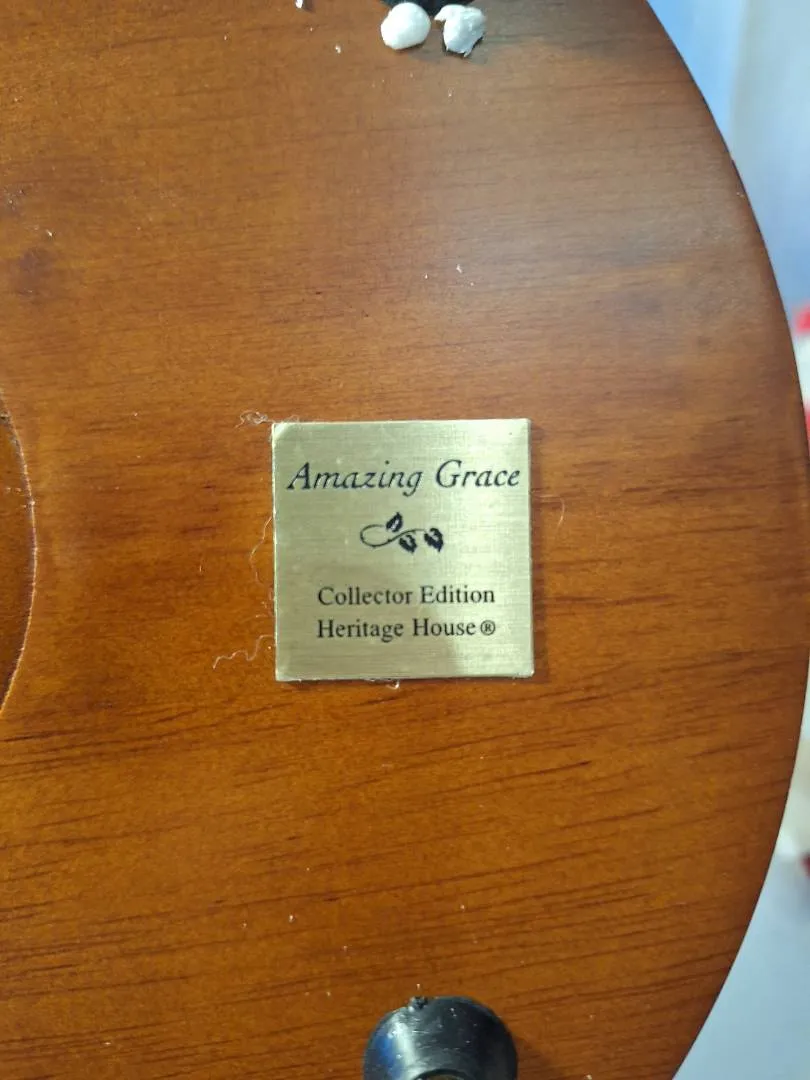 Amazing Grace
Collector Edition
Heritage House®